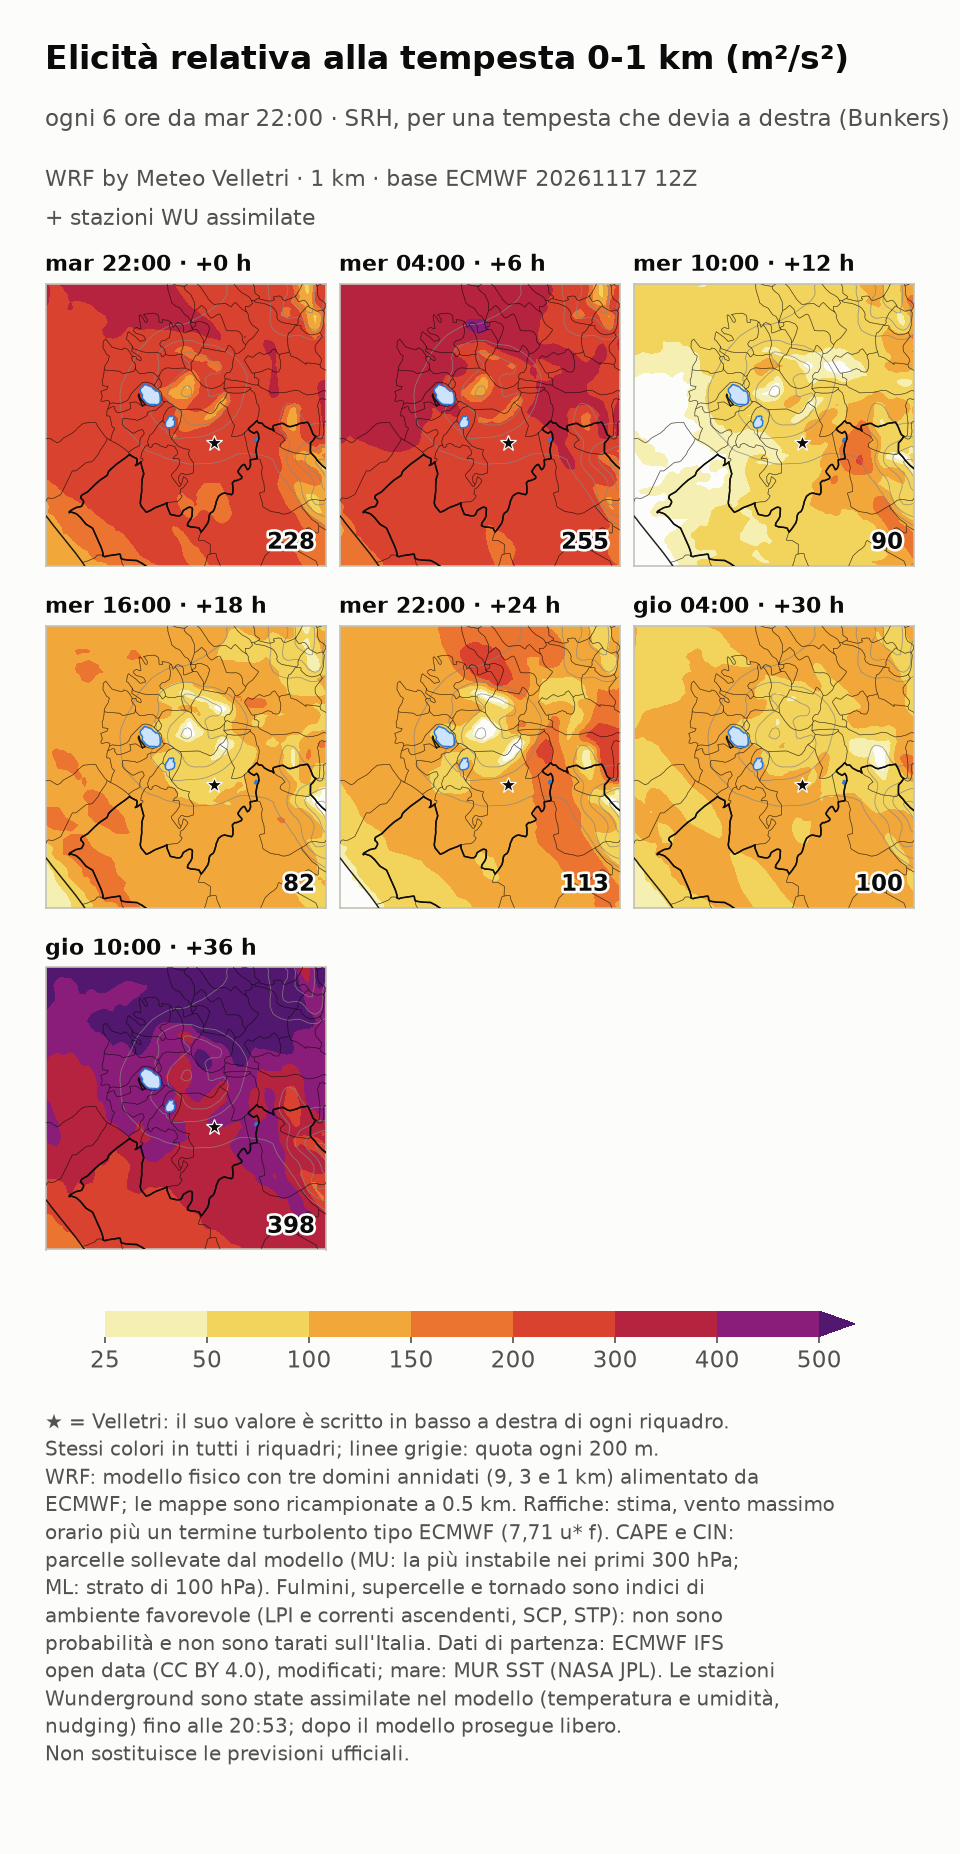 Elicità relativa alla tempesta 0-1 km (m²/s²)
ogni 6 ore da mar 22:00 · SRH, per una tempesta che devia a destra (Bunkers)
WRF by Meteo Velletri · 1 km · base ECMWF 20261117 12Z
+ stazioni WU assimilate
mar 22:00 · +0 h
mer 04:00 · +6 h
mer 10:00 · +12 h
228
255
90
mer 16:00 · +18 h
mer 22:00 · +24 h
gio 04:00 · +30 h
82
113
100
gio 10:00 · +36 h
398
25 50 100 150 200 300 400 500
★ = Velletri: il suo valore è scritto in basso a destra di ogni riquadro.
Stessi colori in tutti i riquadri; linee grigie: quota ogni 200 m.
WRF: modello fisico con tre domini annidati (9, 3 e 1 km) alimentato da
ECMWF; le mappe sono ricampionate a 0.5 km. Raffiche: stima, vento massimo
orario più un termine turbolento tipo ECMWF (7,71 u* f). CAPE e CIN:
parcelle sollevate dal modello (MU: la più instabile nei primi 300 hPa;
ML: strato di 100 hPa). Fulmini, supercelle e tornado sono indici di
ambiente favorevole (LPI e correnti ascendenti, SCP, STP): non sono
probabilità e non sono tarati sull'Italia. Dati di partenza: ECMWF IFS
open data (CC BY 4.0), modificati; mare: MUR SST (NASA JPL). Le stazioni
Wunderground sono state assimilate nel modello (temperatura e umidità,
nudging) fino alle 20:53; dopo il modello prosegue libero.
Non sostituisce le previsioni ufficiali.